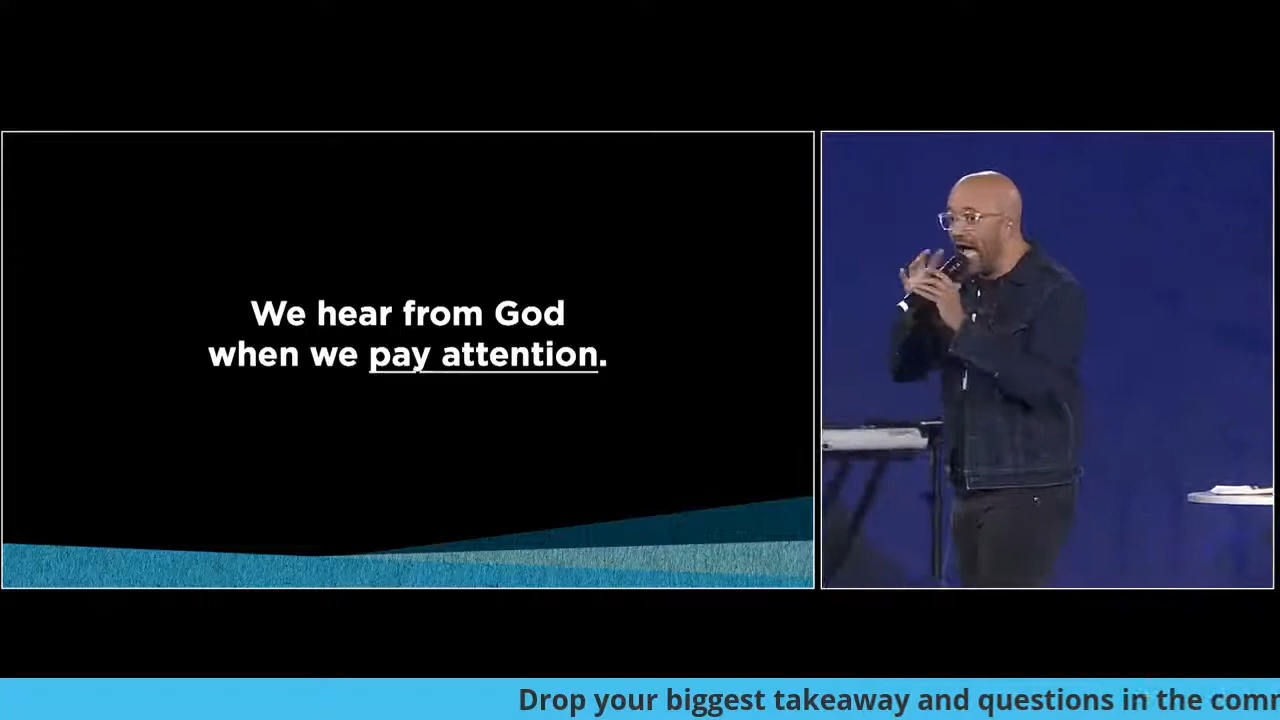 We hear from God
when we pay attention.
Drop your biggest takeaway and questions in the